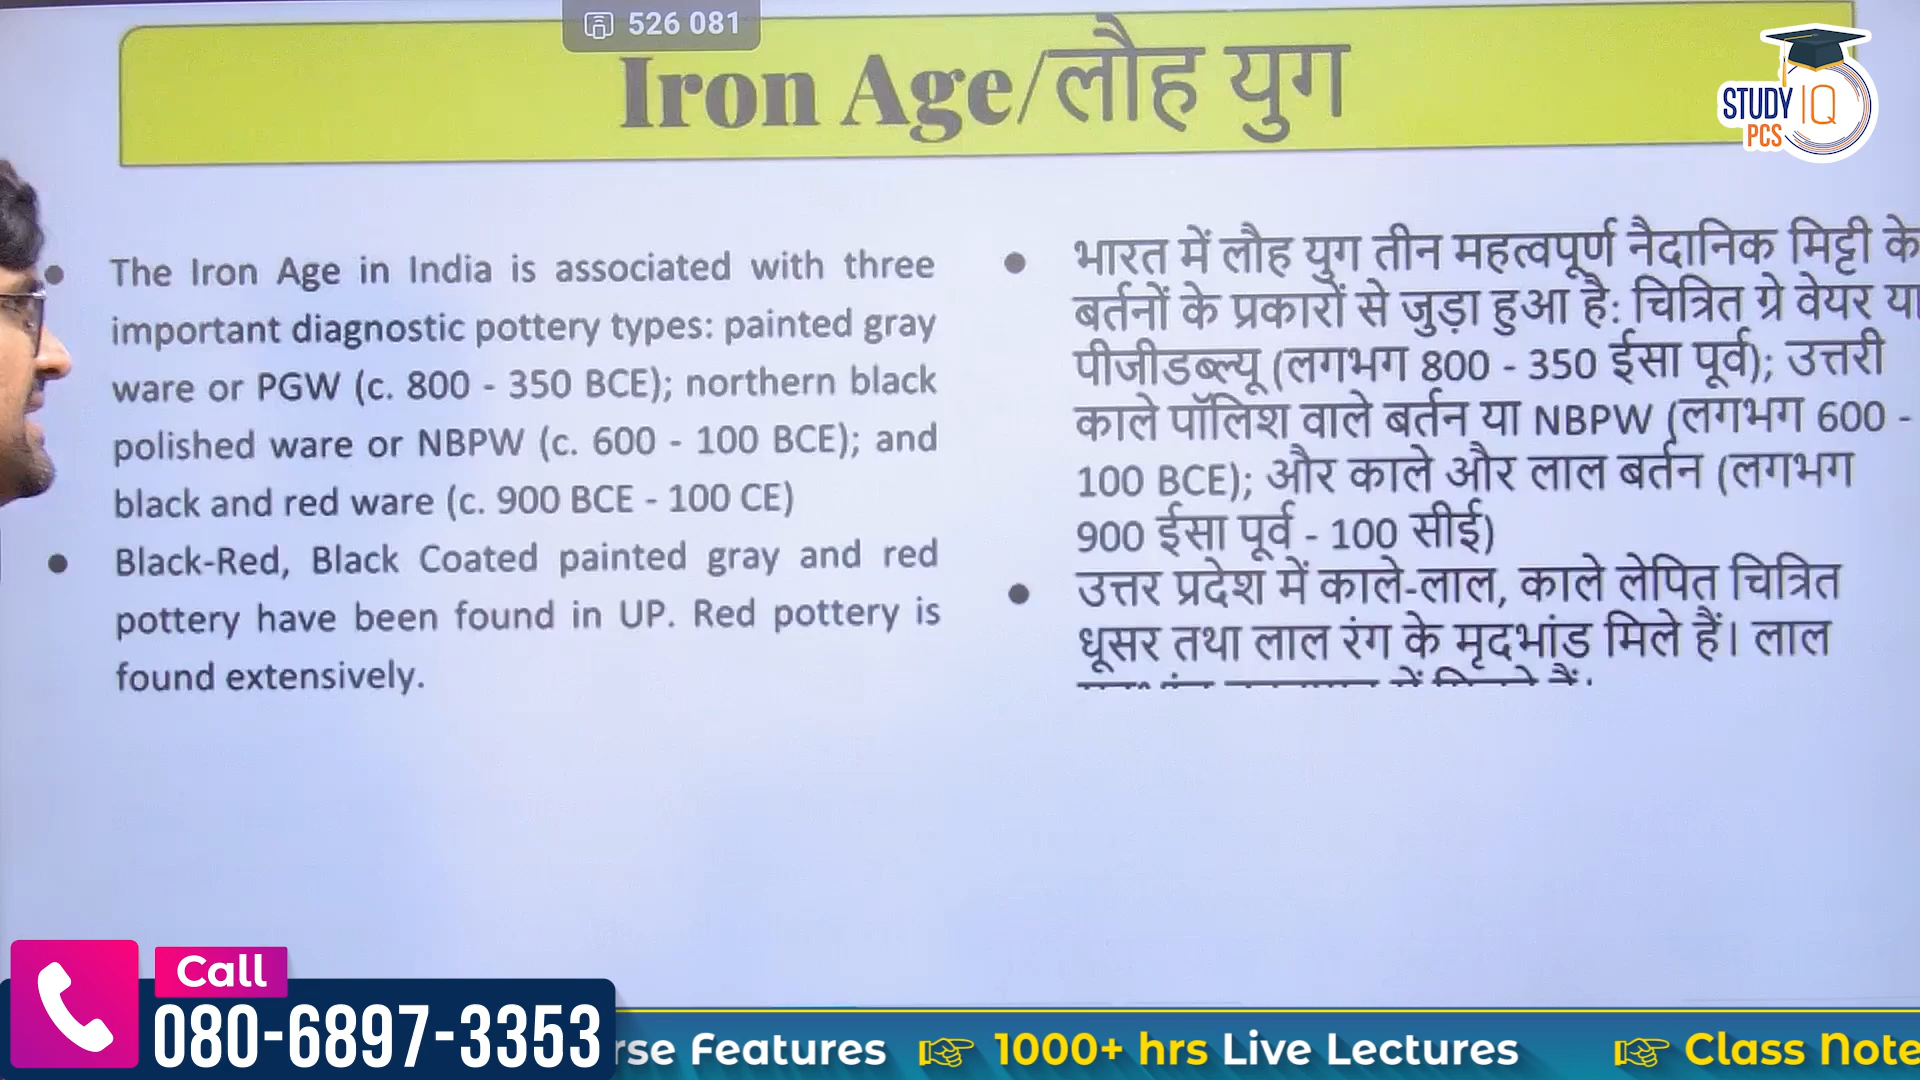 526 081
Iron Age/लौह युग
STUDY IQ
PCS
The Iron Age in India is associated with three
important diagnostic pottery types: painted gray
ware or PGW (c. 800 - 350 BCE); northern black
polished ware or NBPW (c. 600 - 100 BCE); and
black and red ware (c. 900 BCE - 100 CE)
Black-Red, Black Coated painted gray and red
pottery have been found in UP. Red pottery is
found extensively.
भारत में लौह युग तीन महत्वपूर्ण नैदानिक मिट्टी के
बर्तनों के प्रकारों से जुड़ा हुआ है: चित्रित ग्रे वेयर या
पीजीडब्ल्यू (लगभग 800 - 350 ईसा पूर्व); उत्तरी
काले पॉलिश वाले बर्तन या NBPW (लगभग 600 -
100 BCE); और काले और लाल बर्तन (लगभग
900 ईसा पूर्व - 100 सीई)
उत्तर प्रदेश में काले-लाल, काले लेपित चित्रित
धूसर तथा लाल रंग के मृदभांड मिले हैं। लाल
Call
080-6897-3353
rse Features 1000+ hrs Live Lectures Class Note